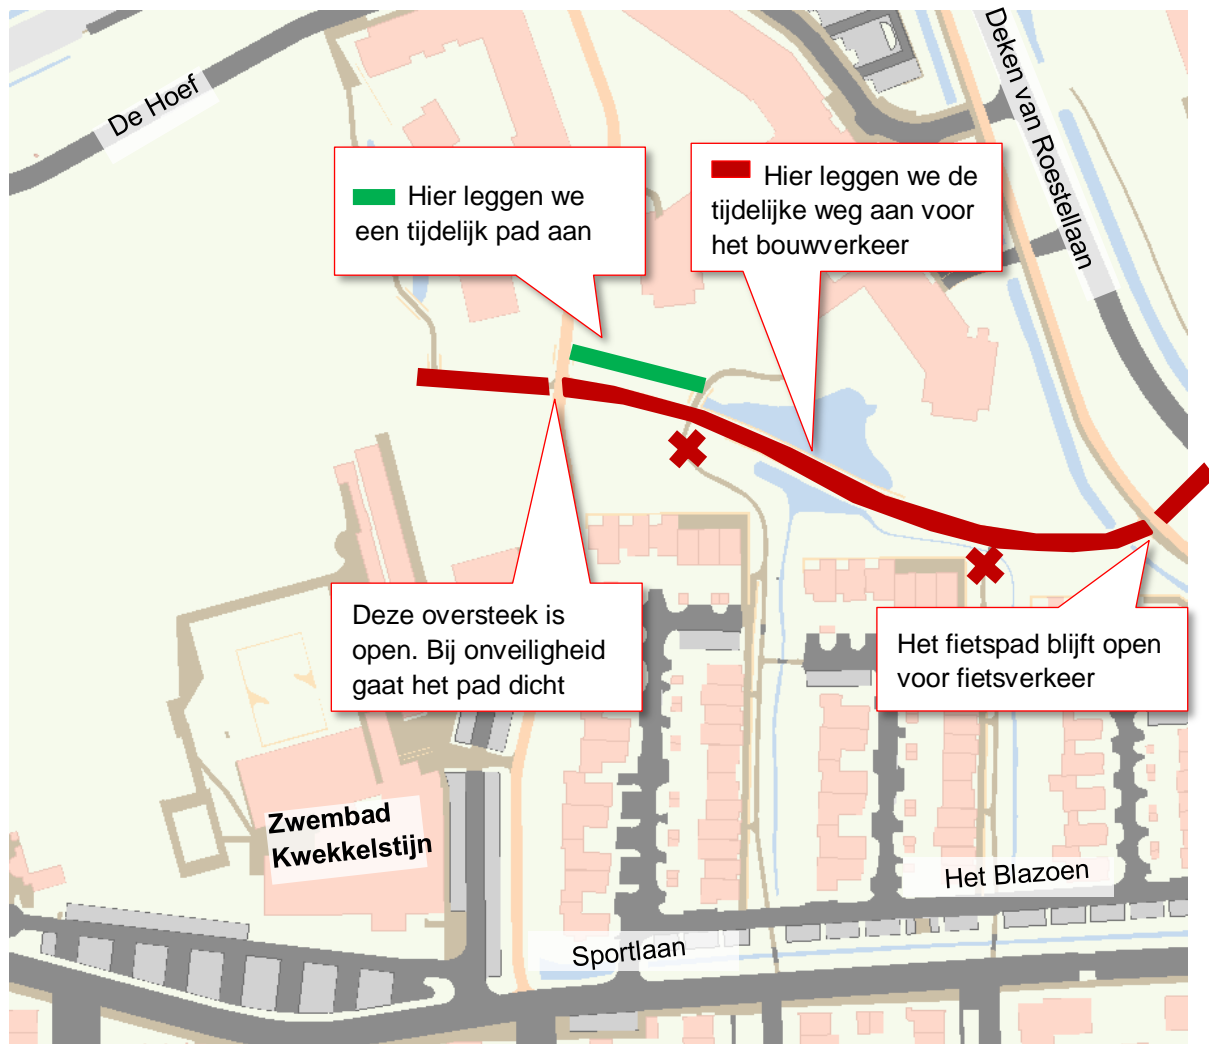 De Hoef
Deken van Roestellaan
Hier leggen we
een tijdelijk pad aan
Hier leggen we de
tijdelijke weg aan voor
het bouwverkeer
Deze oversteek is
open. Bij onveiligheid
gaat het pad dicht
Het fietspad blijft open
voor fietsverkeer
Zwembad
Kwekkelstijn
Het Blazoen
Sportlaan